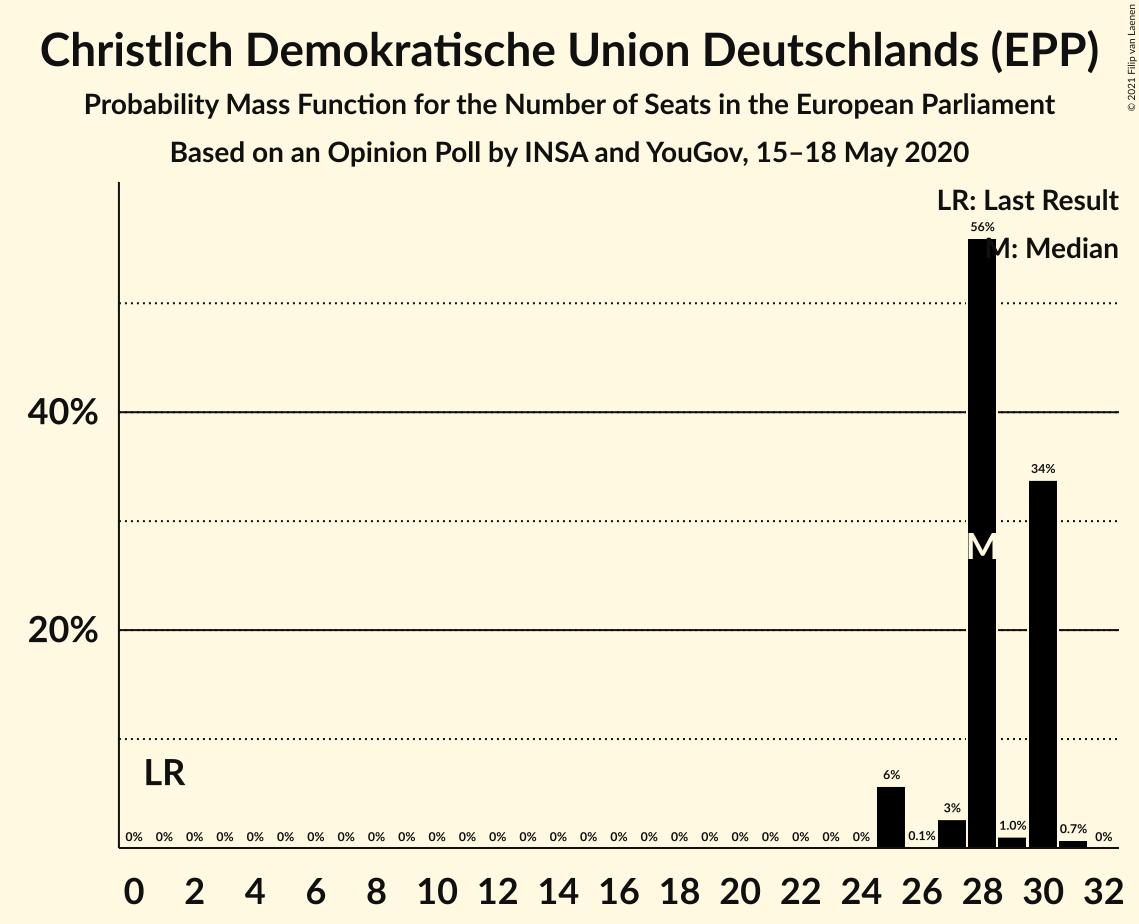 Christlich Demokratische Union Deutschlands (EPP)
Probability Mass Function for the Number of Seats in the European Parliament
Based on an Opinion Poll by INSA and YouGov, 15–18 May 2020
© 2021 Filip van Laenen
LR: Last Result
M: Median
56%
40%
34%
M
20%
LR
0% 0% 0% 0% 0% 0% 0% 0% 0% 0% 0% 0% 0% 0% 0% 0% 0% 0% 0% 0% 0% 0% 0% 0% 0% 6% 0.1% 3% 1.0% 0.7% 0%
0 2 4 6 8 10 12 14 16 18 20 22 24 26 28 30 32